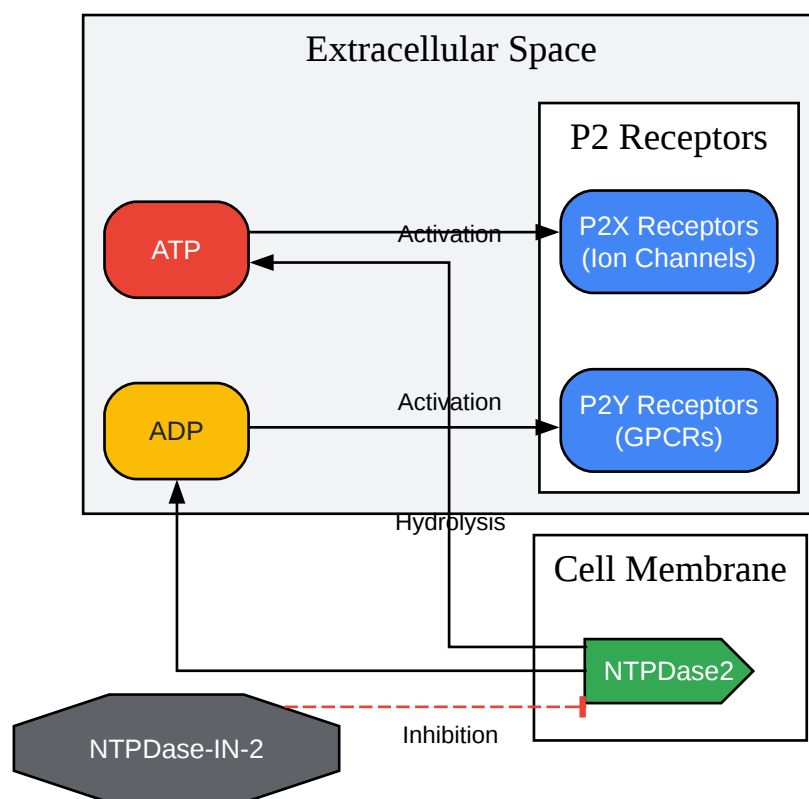 Extracellular Space
P2 Receptors
ATP
Activation
P2X Receptors
(Ion Channels)
ADP
Activation
P2Y Receptors
(GPCRs)
Hydrolysis
Cell Membrane
NTPDase2
NTPDase-IN-2
Inhibition